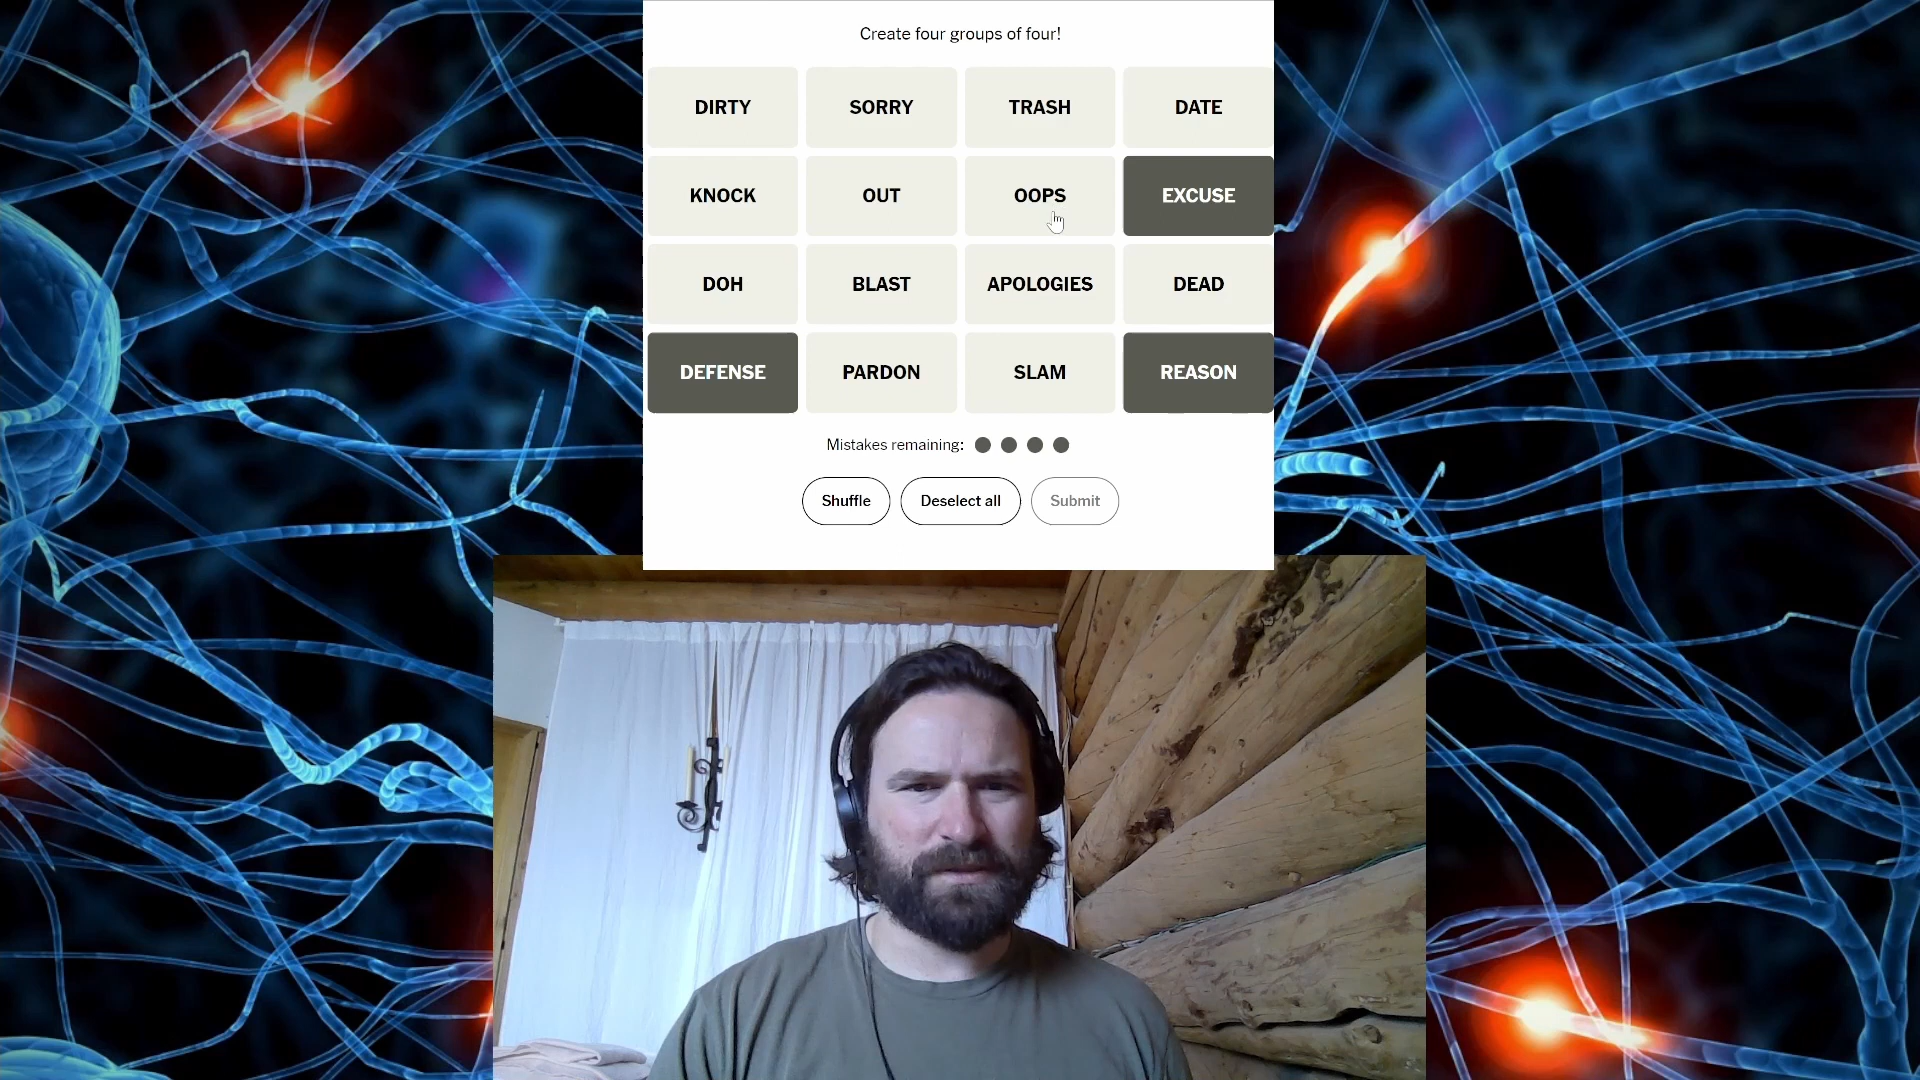 Create four groups of four!
DIRTY SORRY TRASH DATE
KNOCK OUT OOPS EXCUSE
DOH BLAST APOLOGIES DEAD
DEFENSE PARDON SLAM REASON
Mistakes remaining:
Shuffle Deselect all Submit